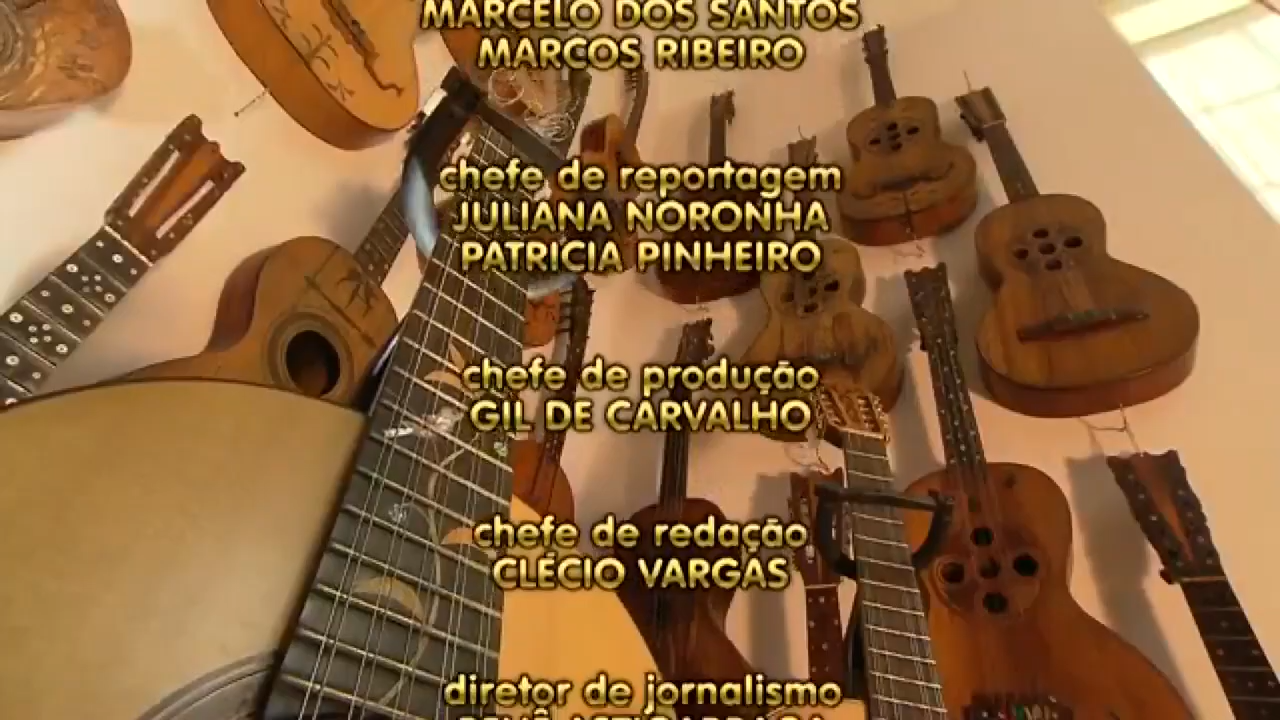 MARCELO DOS SANTOS
MARCOS RIBEIRO
chefe de reportagem
JULIANA NORONHA
PATRICIA PINHEIRO
chefe de produção
GIL DE CARVALHO
chefe de redação
CLÉCIO VARGAS
diretor de jornalismo